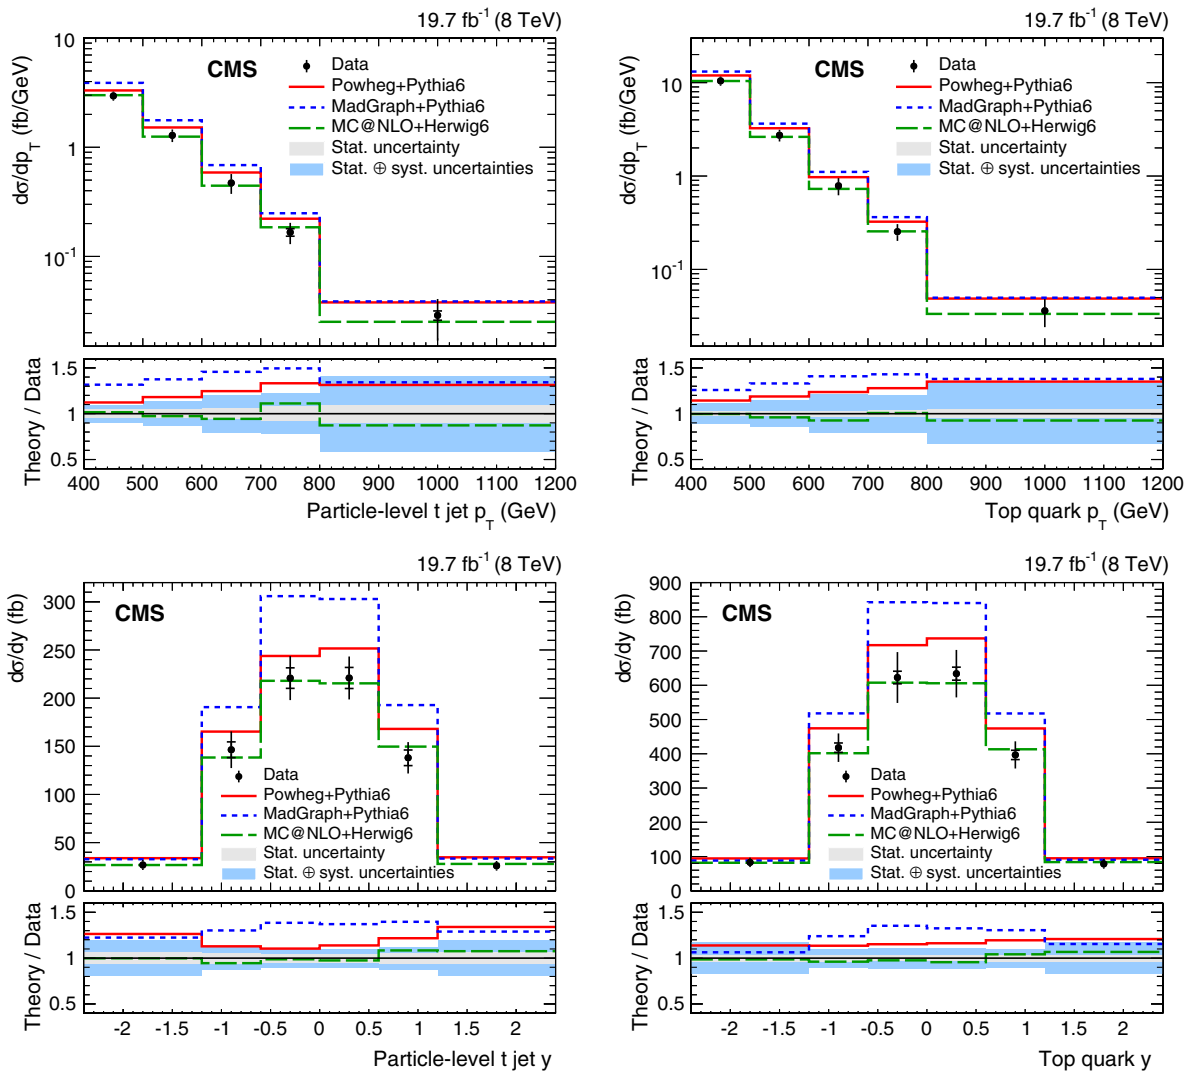 19.7 fb-1 (8 TeV)
10
1
10-1
dσ/dpT (fb/GeV)
CMS
Data
Powheg+Pythia6
MadGraph+Pythia6
MC@NLO+Herwig6
Stat. uncertainty
Stat. ⊕ syst. uncertainties
1.5
1
0.5
Theory / Data
400 500 600 700 800 900 1000 1100 1200
Particle-level t jet pT (GeV)
19.7 fb-1 (8 TeV)
10
1
10-1
dσ/dpT (fb/GeV)
CMS
Data
Powheg+Pythia6
MadGraph+Pythia6
MC@NLO+Herwig6
Stat. uncertainty
Stat. ⊕ syst. uncertainties
1.5
1
0.5
Theory / Data
400 500 600 700 800 900 1000 1100 1200
Top quark pT (GeV)
19.7 fb-1 (8 TeV)
300
250
200
150
100
50
0
dσ/dy (fb)
CMS
Data
Powheg+Pythia6
MadGraph+Pythia6
MC@NLO+Herwig6
Stat. uncertainty
Stat. ⊕ syst. uncertainties
1.5
1
0.5
Theory / Data
-2 -1.5 -1 -0.5 0 0.5 1 1.5 2
Particle-level t jet y
19.7 fb-1 (8 TeV)
900
800
700
600
500
400
300
200
100
0
dσ/dy (fb)
CMS
Data
Powheg+Pythia6
MadGraph+Pythia6
MC@NLO+Herwig6
Stat. uncertainty
Stat. ⊕ syst. uncertainties
1.5
1
0.5
Theory / Data
-2 -1.5 -1 -0.5 0 0.5 1 1.5 2
Top quark y